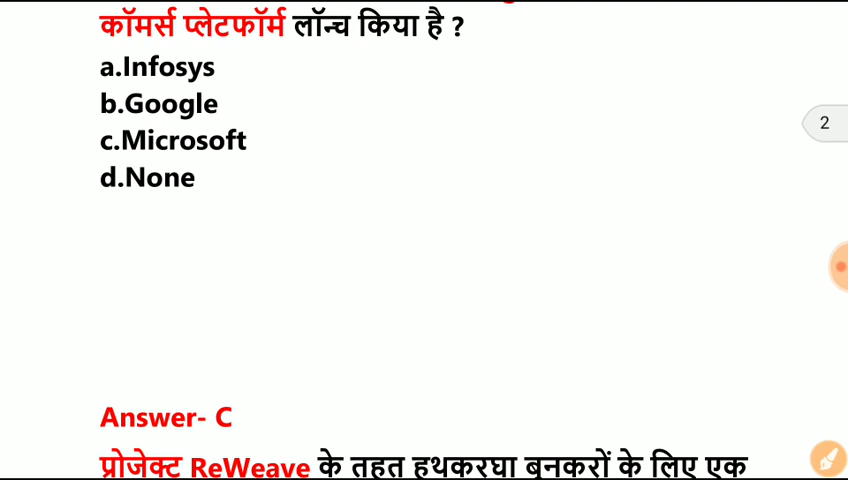 कॉमर्स प्लेटफॉर्म लॉन्च किया है ?
a.Infosys
b.Google
2
c.Microsoft
d.None
Answer- C
प्रोजेक्ट ReWeave के तहत हथकरघा बुनकरों के लिए एक